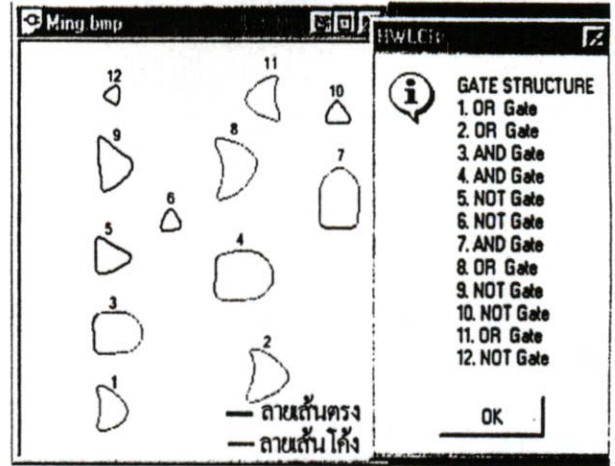 Ming.bmp
12
11
10
9
8
7
6
5
4
3
2
1
ลายเส้นตรง
ลายเส้นโค้ง
GATE STRUCTURE
1. OR Gate
2. OR Gate
3. AND Gate
4. AND Gate
5. NOT Gate
6. NOT Gate
7. AND Gate
8. OR Gate
9. NOT Gate
10. NOT Gate
11. OR Gate
12. NOT Gate
OK